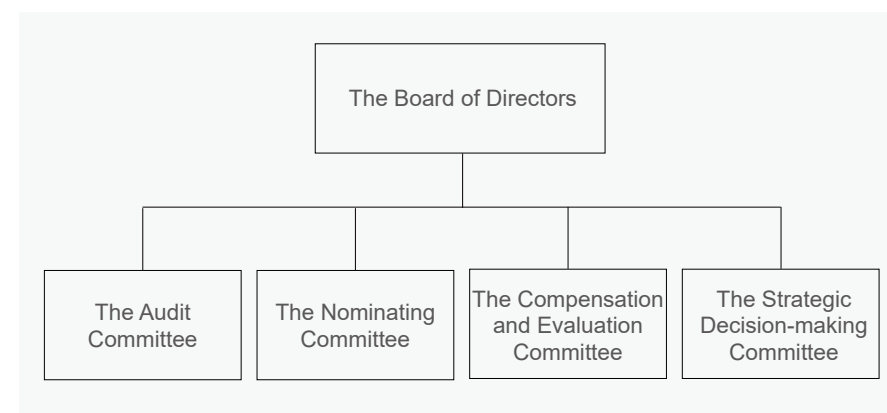 The Board of Directors
The Audit
Committee
The Nominating
Committee
The Compensation
and Evaluation
Committee
The Strategic
Decision-making
Committee